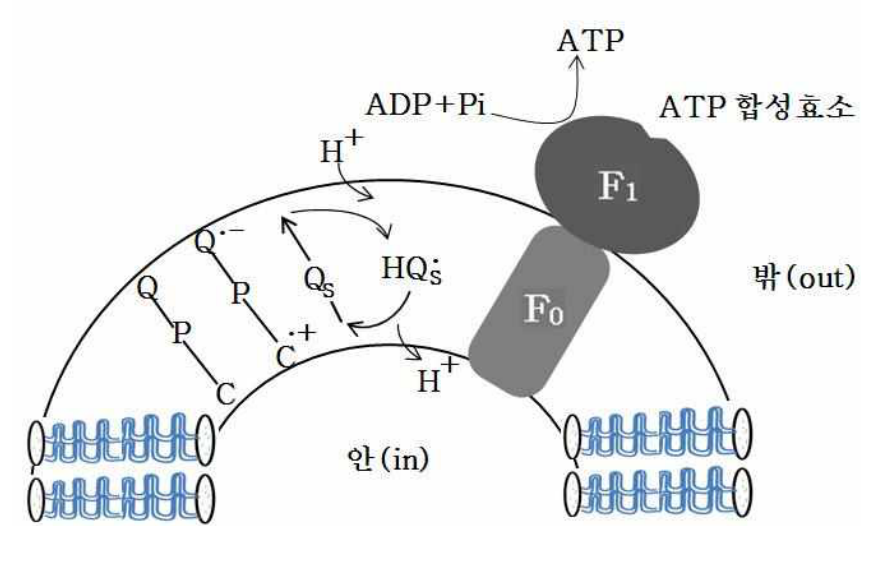 ATP
ADP+Pi
ATP 합성효소
H⁺
F₁
Q˙⁻
Q
P
P
Qₛ
HQ˙ₛ
밖(out)
F₀
C˙⁺
C
H⁺
안(in)